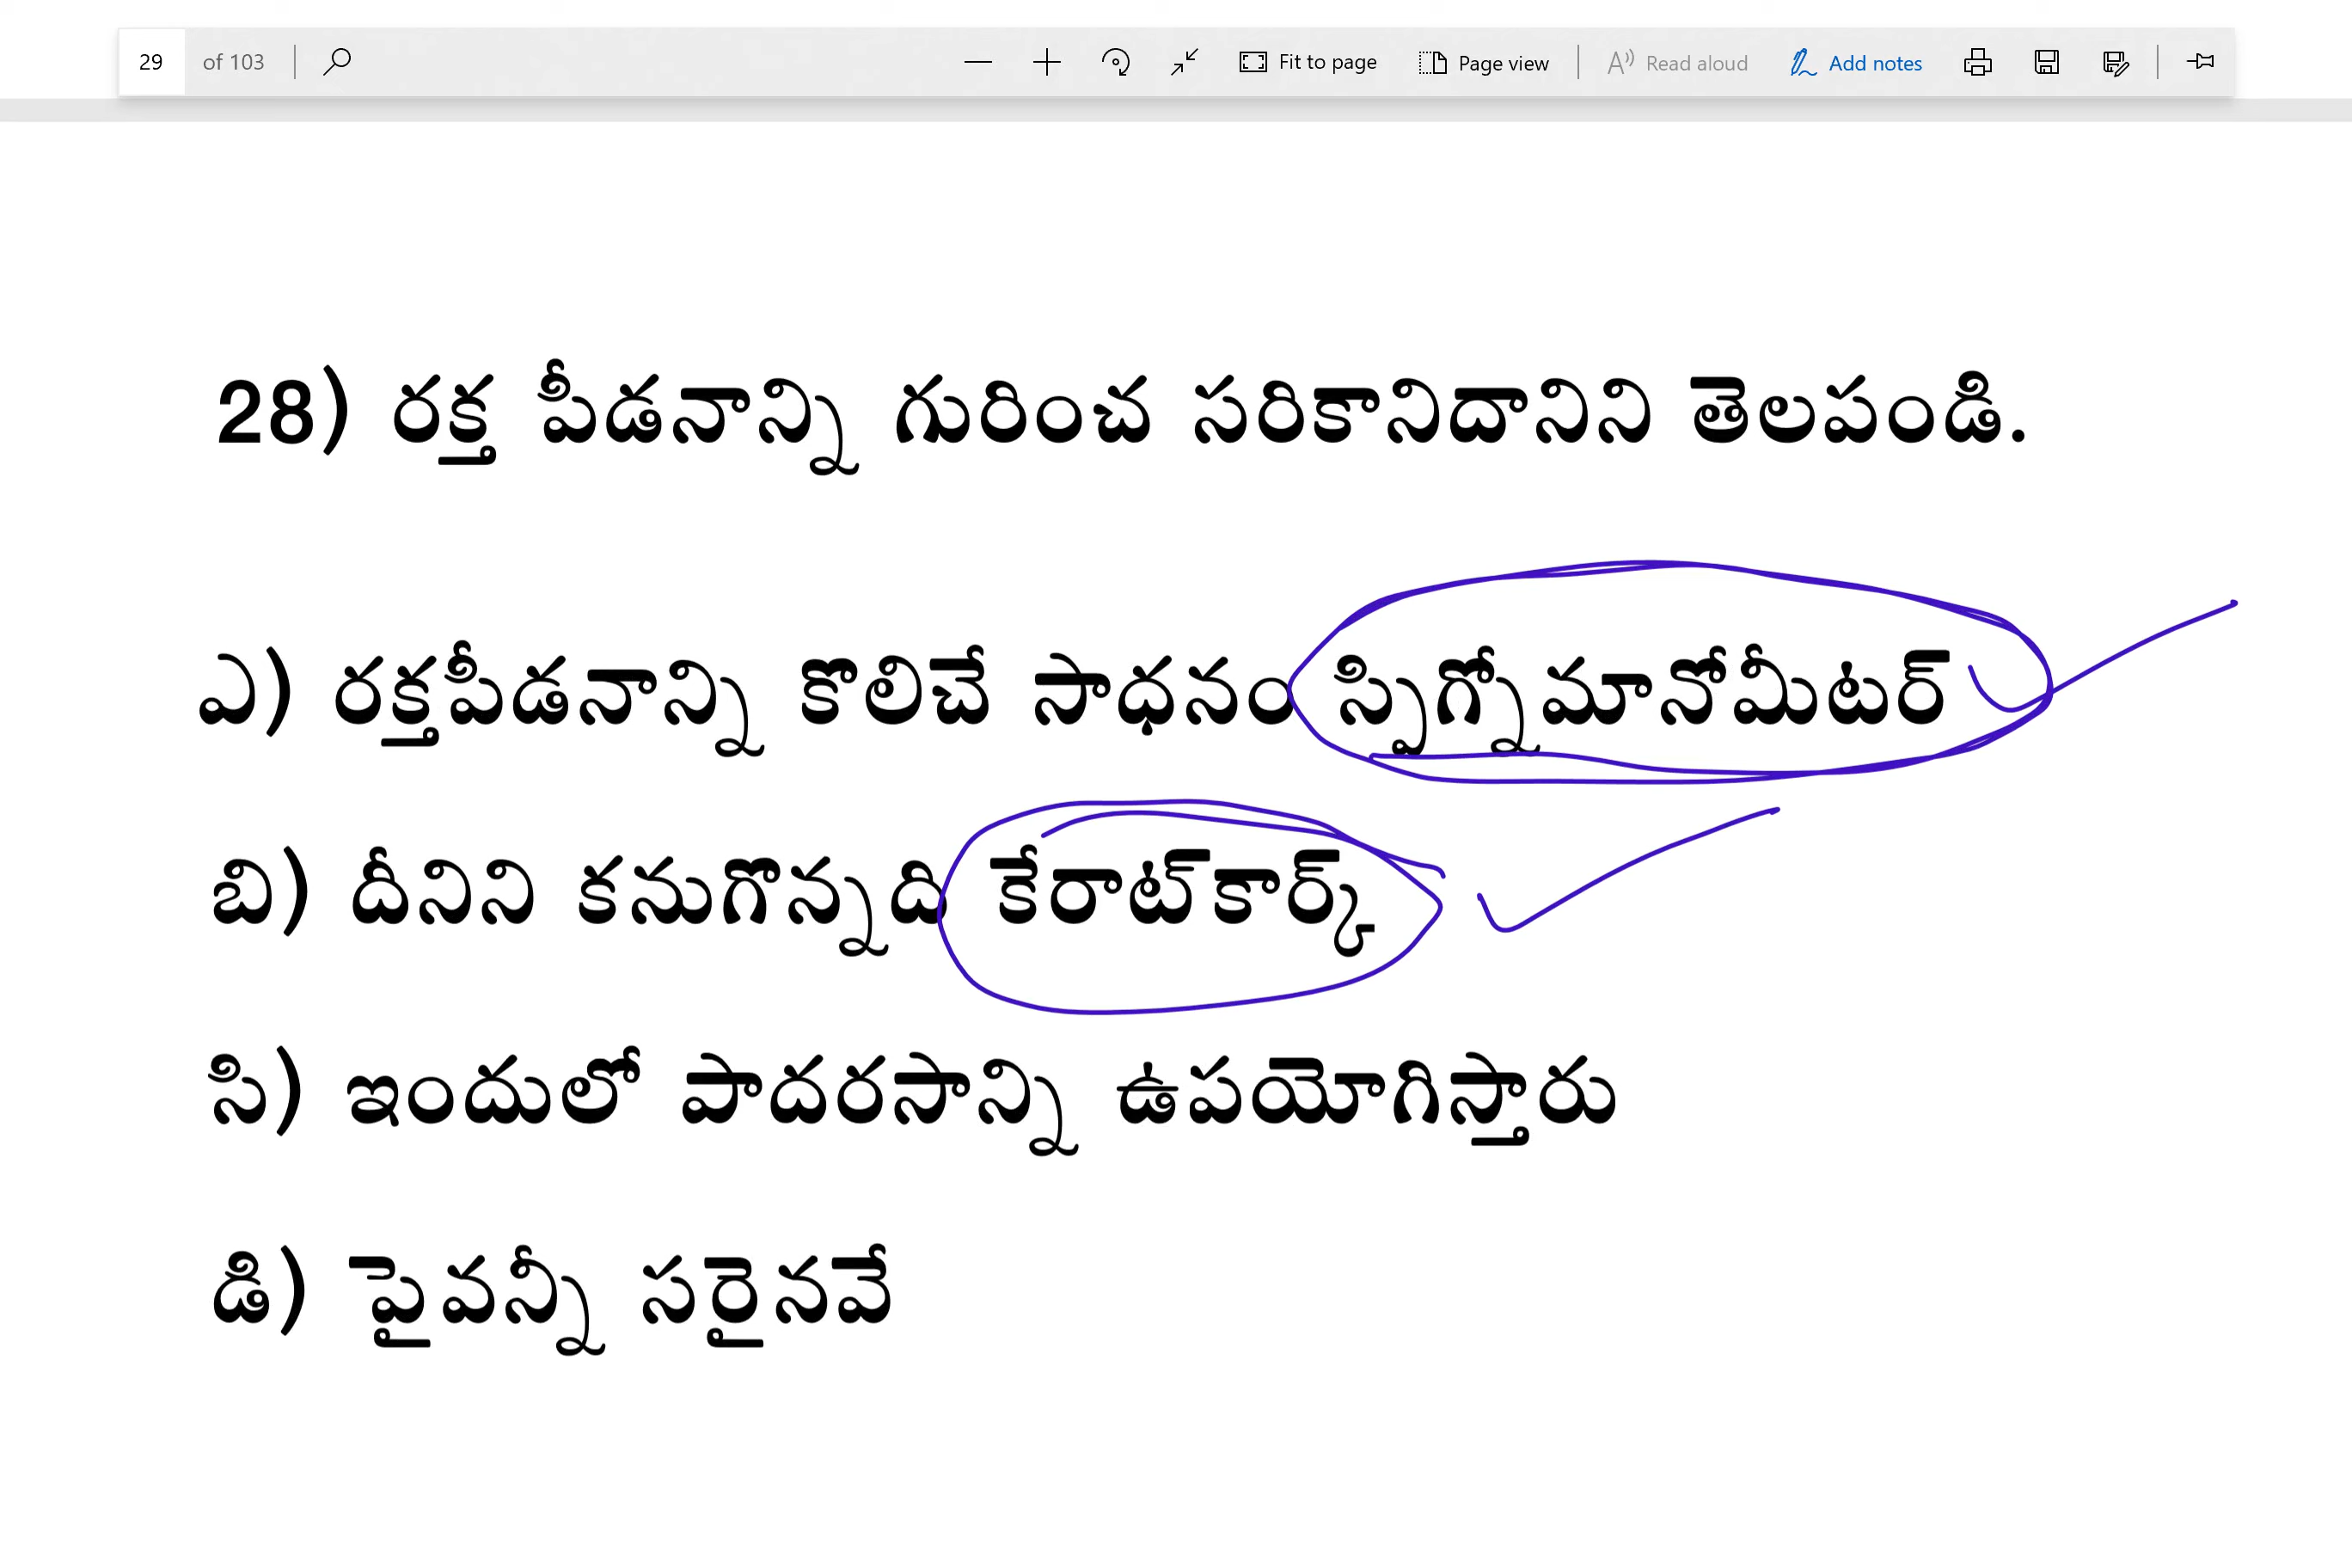 29 of 103 Fit to page Page view Read aloud Add notes
28) రక్త పీడనాన్ని గురించ సరికానిదానిని తెలపండి.
ఎ) రక్తపీడనాన్ని కొలిచే సాధనం స్పిగ్నోమానోమీటర్
బి) దీనిని కనుగొన్నది కేరాట్‌కార్క్
సి) ఇందులో పాదరసాన్ని ఉపయోగిస్తారు
డి) పైవన్నీ సరైనవే